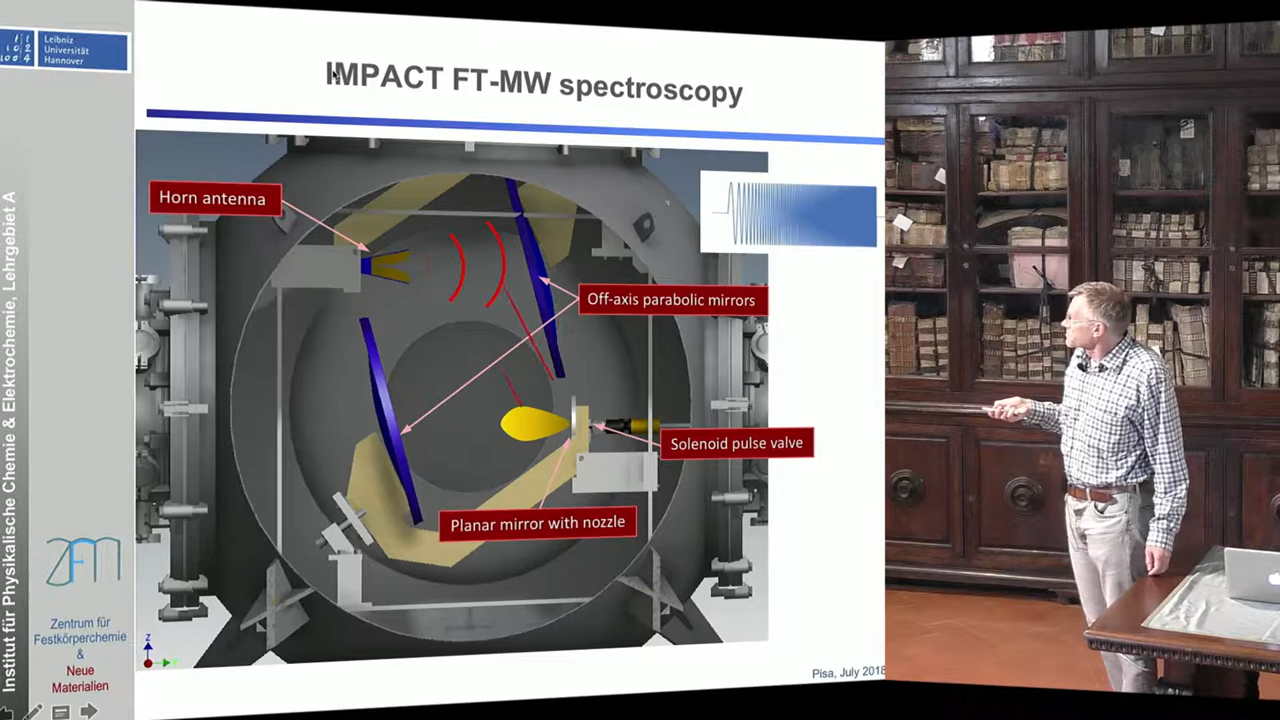 Leibniz
Universität
Hannover
IMPACT FT-MW spectroscopy
Horn antenna
Off-axis parabolic mirrors
Solenoid pulse valve
Planar mirror with nozzle
Institut für Physikalische Chemie & Elektrochemie, Lehrgebiet A
ZFM
Zentrum für
Festkörperchemie
&
Neue
Materialien
Z
Pisa, July 2018